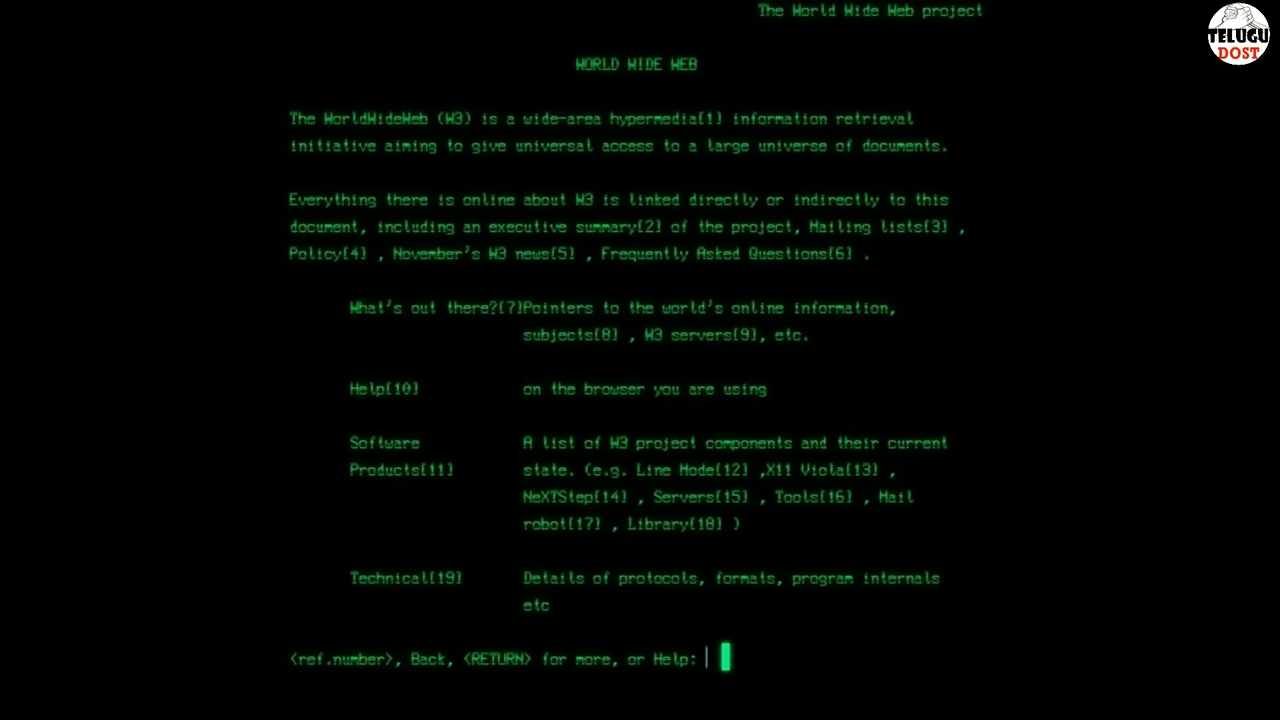 The World Wide Web project
TELUGU
DOST
WORLD WIDE WEB
The WorldWideWeb (W3) is a wide-area hypermedia[1] information retrieval
initiative aiming to give universal access to a large universe of documents.
Everything there is online about W3 is linked directly or indirectly to this
document, including an executive summary[2] of the project, Mailing lists[3] ,
Policy[4] , November's W3 news[5] , Frequently Asked Questions[6] .
What's out there?[7]Pointers to the world's online information,
subjects[8] , W3 servers[9], etc.
Help[10] on the browser you are using
Software A list of W3 project components and their current
Products[11] state. (e.g. Line Mode[12] ,X11 Viola[13] ,
NeXTStep[14] , Servers[15] , Tools[16] , Mail
robot[17] , Library[18] )
Technical[19] Details of protocols, formats, program internals
etc
<ref.number>, Back, <RETURN> for more, or Help: